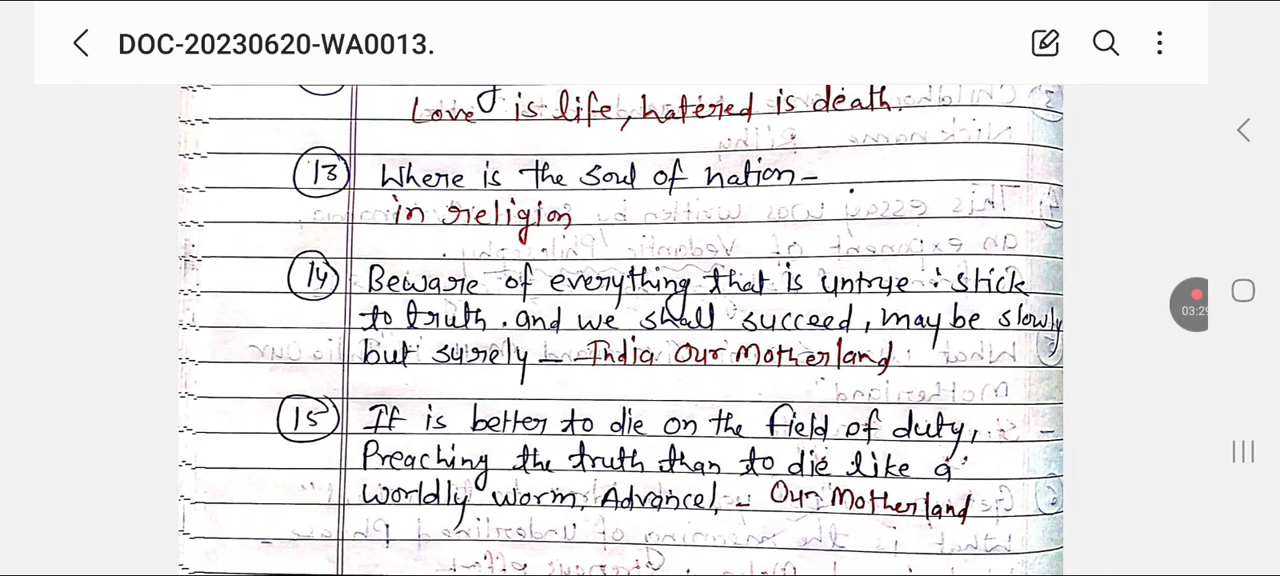 DOC-20230620-WA0013.
Love is life, hatered is death.
13 Where is the soul of nation-
in religion
14 Beware of everything that is untrue : stick
to truth. and we shall succeed, may be slowly
but surely - India Our Motherland
15 It is better to die on the field of duty,
Preaching the truth than to die like a
worldly worm, Advance, - Our Motherland
03:29